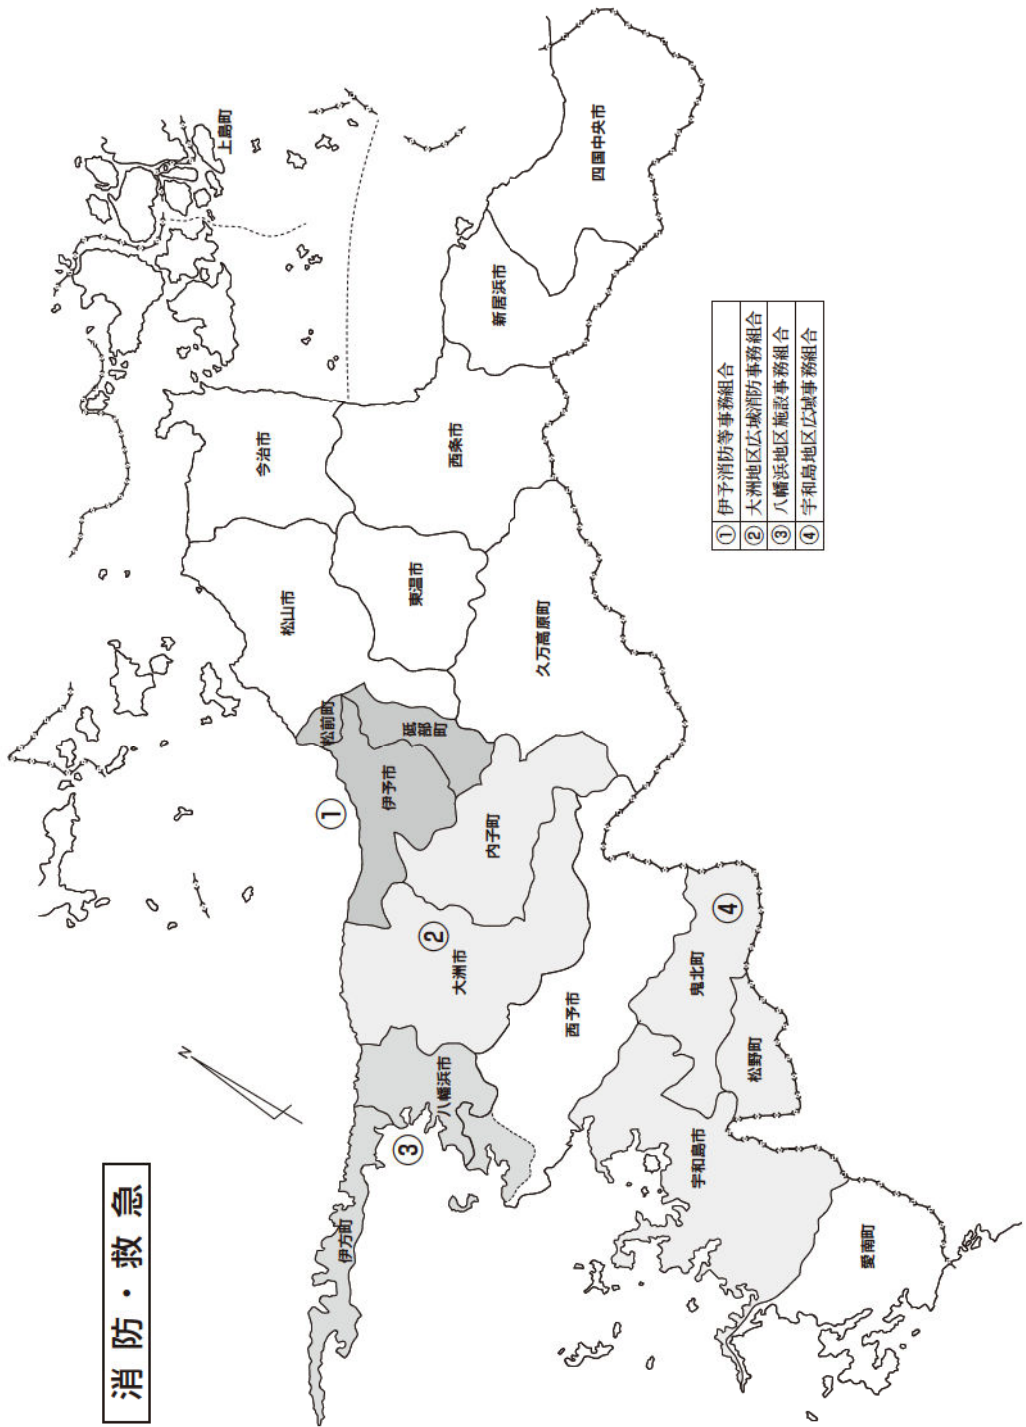 消防・救急
上島町
四国中央市
新居浜市
西条市
今治市
東温市
松山市
久万高原町
松前町
砥部町
伊予市
①
内子町
②
大洲市
西予市
八幡浜市
③
伊方町
④
鬼北町
松野町
宇和島市
愛南町
N
① 伊予消防等事務組合
② 大洲地区広域消防事務組合
③ 八幡浜地区施設事務組合
④ 宇和島地区広域事務組合